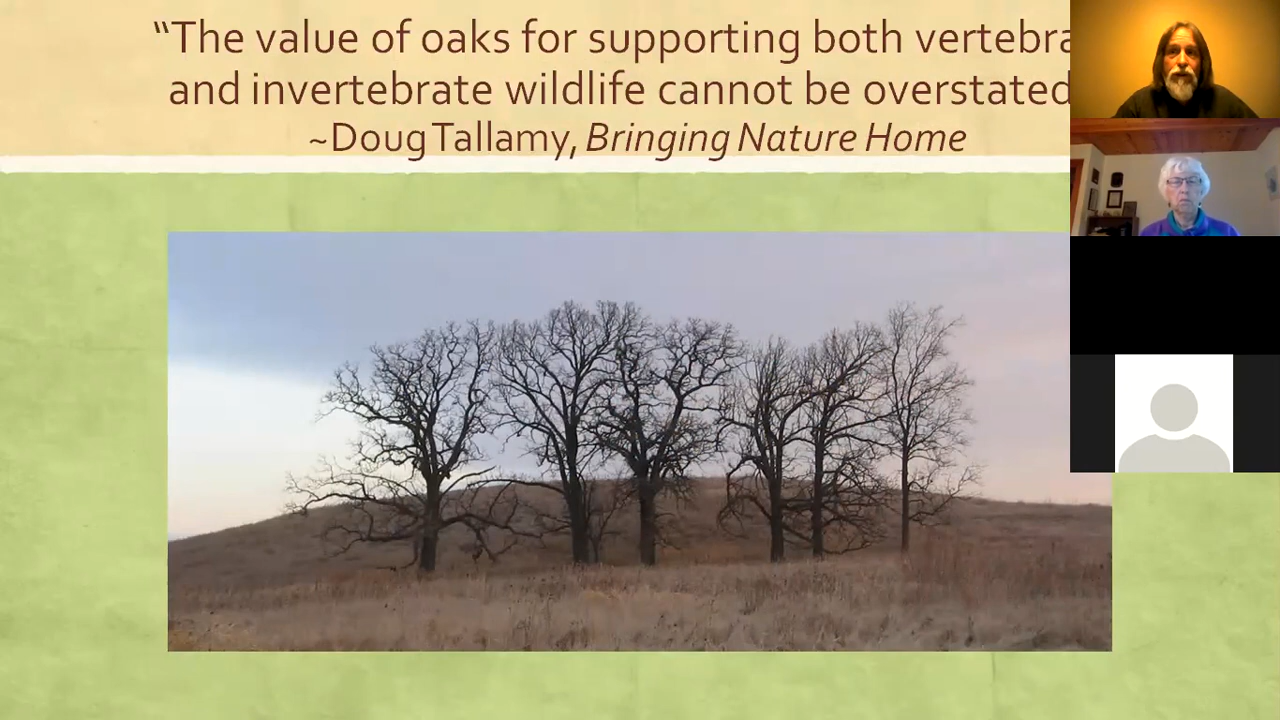 “The value of oaks for supporting both vertebra
and invertebrate wildlife cannot be overstated
~Doug Tallamy, Bringing Nature Home